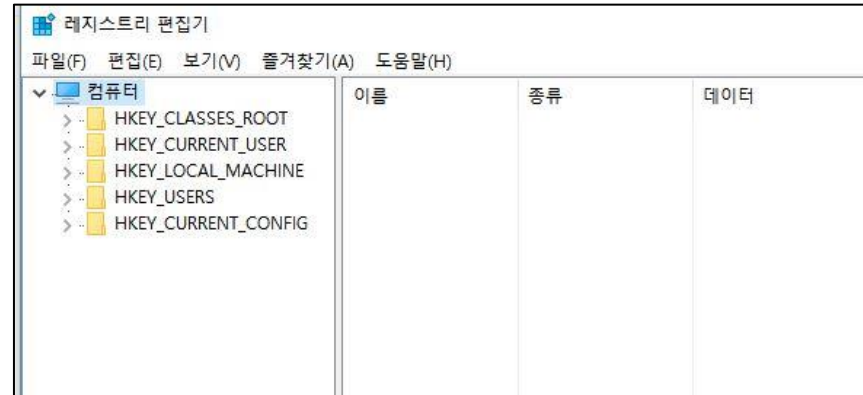 레지스트리 편집기
파일(F) 편집(E) 보기(V) 즐겨찾기(A) 도움말(H)
컴퓨터
HKEY_CLASSES_ROOT
HKEY_CURRENT_USER
HKEY_LOCAL_MACHINE
HKEY_USERS
HKEY_CURRENT_CONFIG
이름 종류 데이터